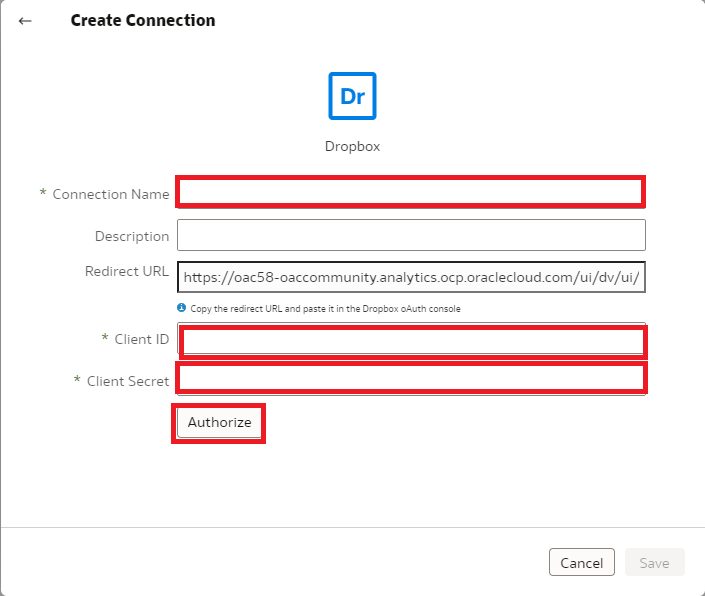 ← Create Connection
Dr
Dropbox
* Connection Name
Description
Redirect URL https://oac58-oaccommunity.analytics.ocp.oraclecloud.com/ui/dv/ui/
Copy the redirect URL and paste it in the Dropbox oAuth console
* Client ID
* Client Secret
Authorize
Cancel Save